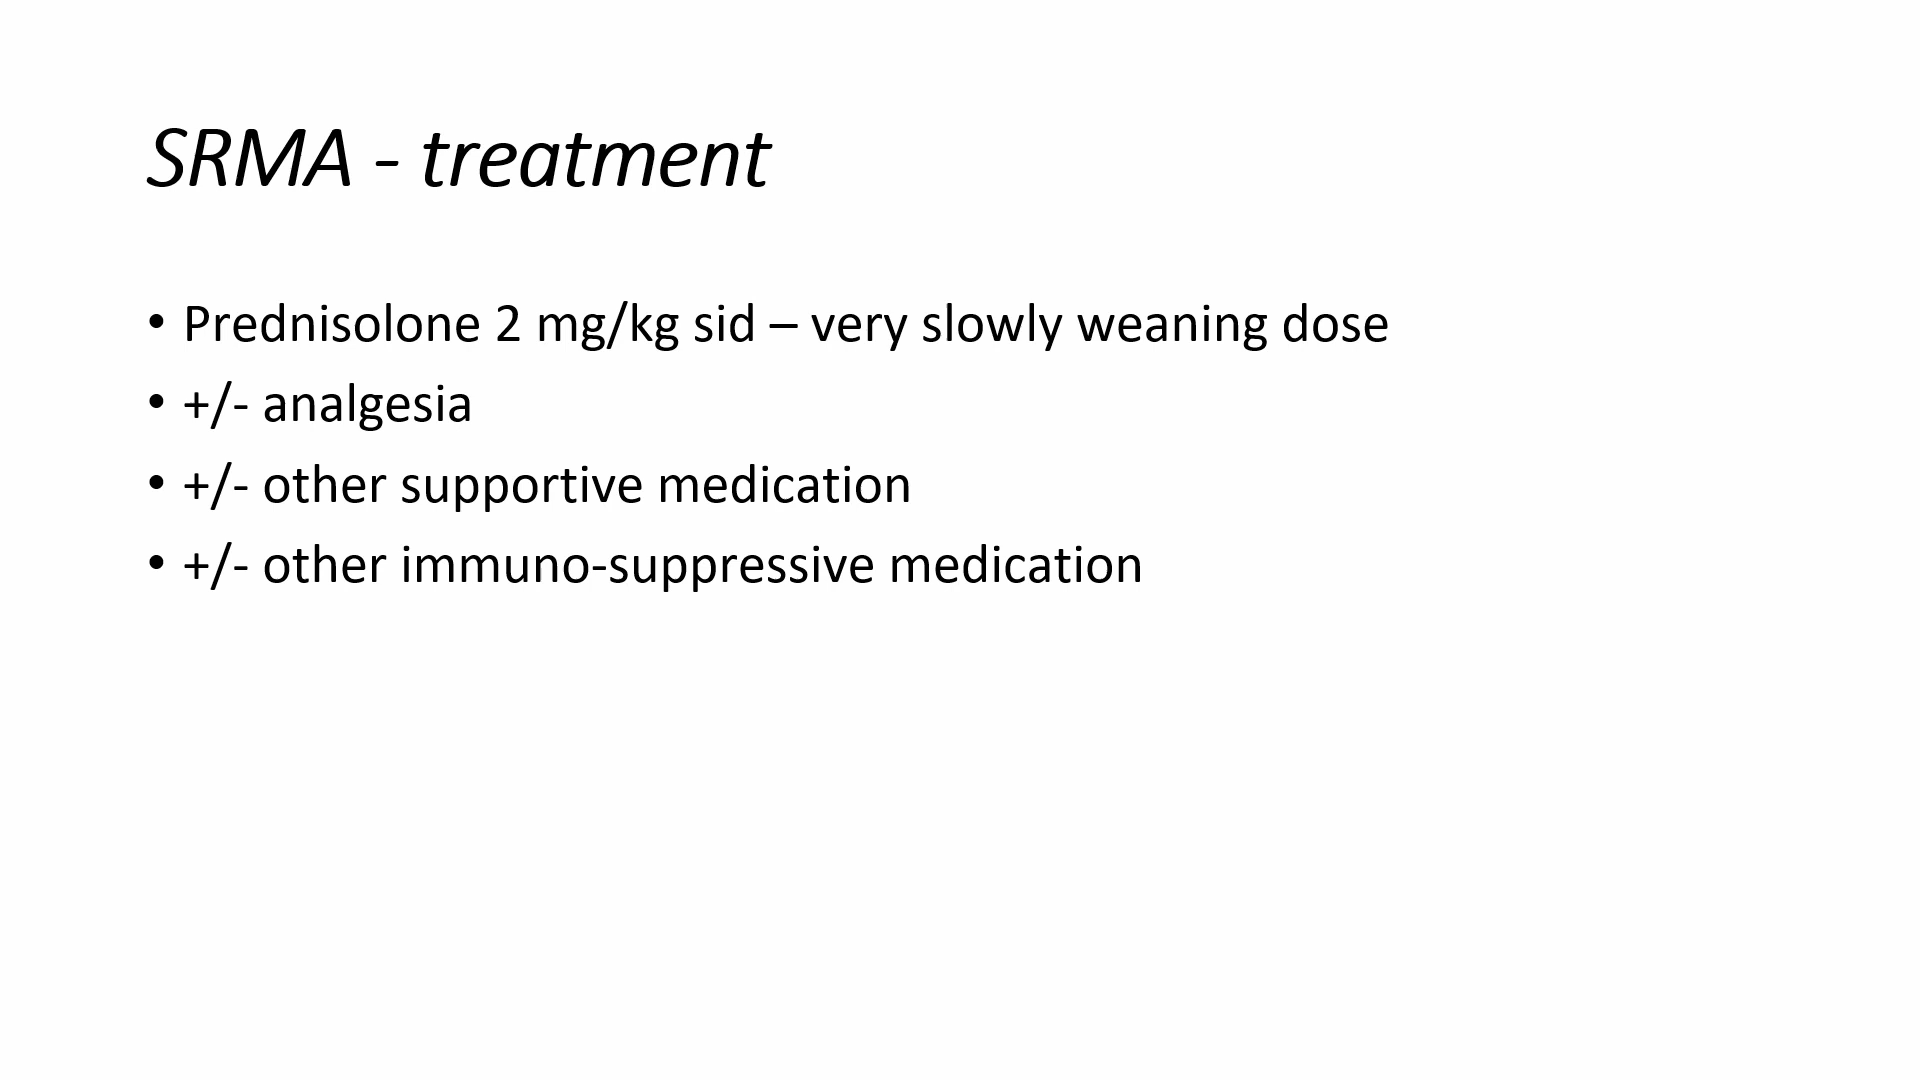 SRMA - treatment
• Prednisolone 2 mg/kg sid – very slowly weaning dose
• +/- analgesia
• +/- other supportive medication
• +/- other immuno-suppressive medication